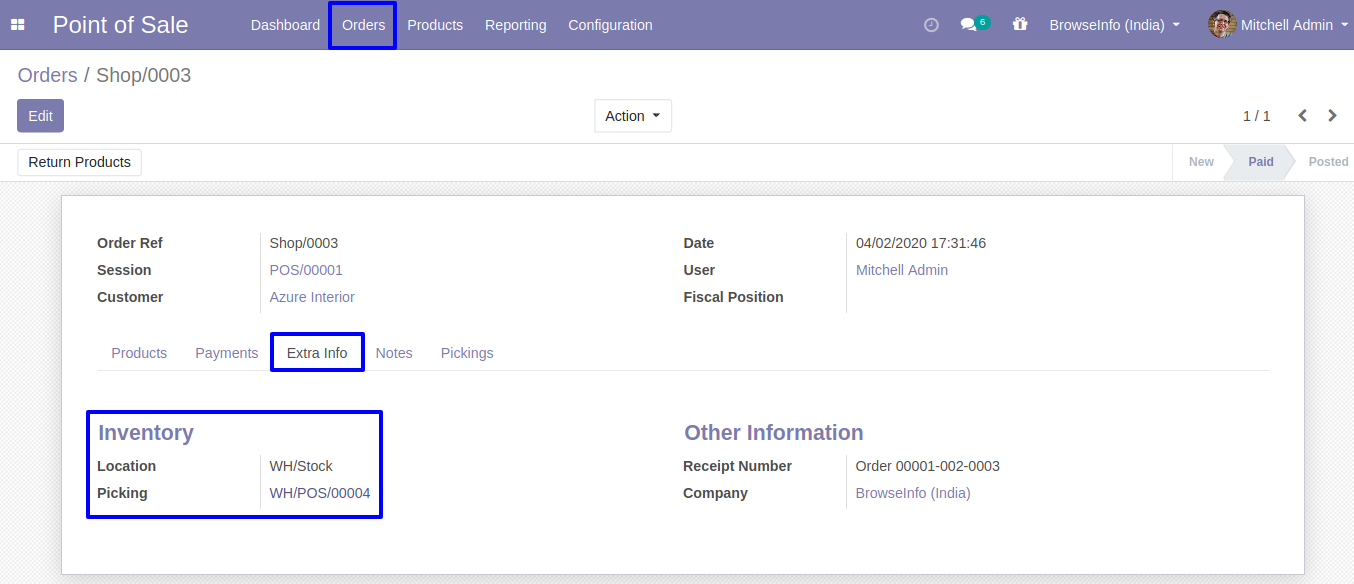 Point of Sale Dashboard Orders Products Reporting Configuration 6 BrowseInfo (India) Mitchell Admin
Orders / Shop/0003
Edit Action 1 / 1
Return Products New Paid Posted
Order Ref Shop/0003 Date 04/02/2020 17:31:46
Session POS/00001 User Mitchell Admin
Customer Azure Interior Fiscal Position
Products Payments Extra Info Notes Pickings
Inventory Other Information
Location WH/Stock Receipt Number Order 00001-002-0003
Picking WH/POS/00004 Company BrowseInfo (India)